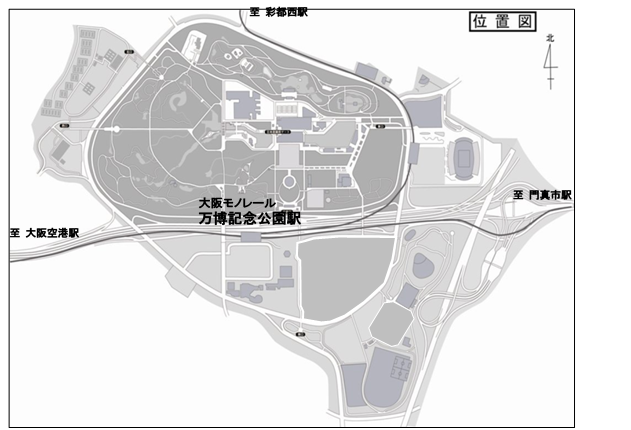 至 彩都西駅
位置図
北
大阪モノレール
万博記念公園駅
至 門真市駅
至 大阪空港駅